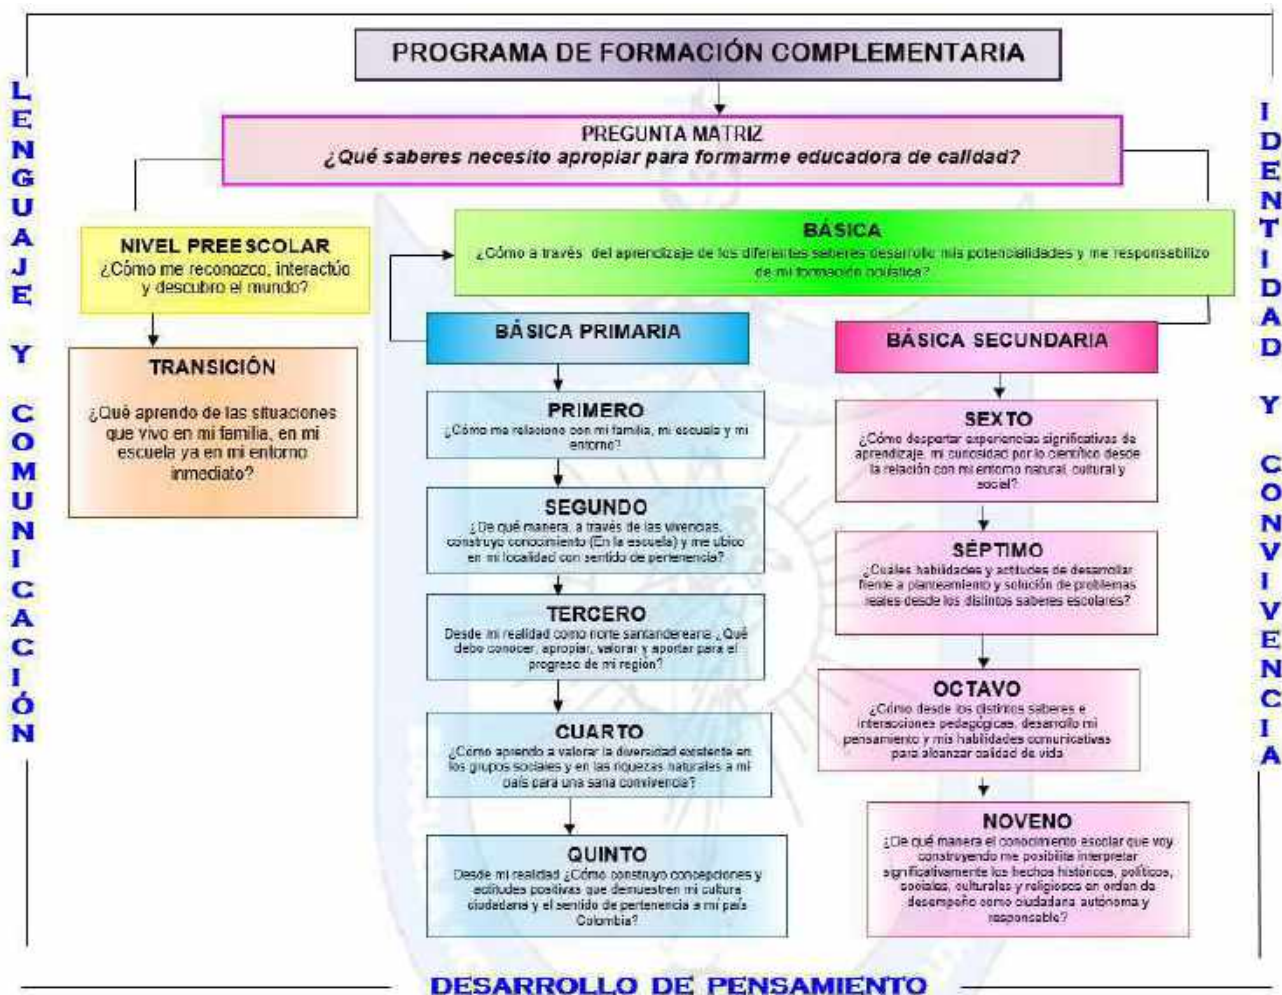 PROGRAMA DE FORMACIÓN COMPLEMENTARIA
PREGUNTA MATRIZ
¿Qué saberes necesito apropiar para formarme educadora de calidad?
LENGUAJE Y COMUNICACIÓN
IDENTIDAD Y CONVIVENCIA
NIVEL PREESCOLAR
¿Cómo me reconozco, interactúo
y descubro el mundo?
TRANSICIÓN
¿Qué aprendo de las situaciones
que vivo en mi familia, en mi
escuela ya en mi entorno
inmediato?
BÁSICA
¿Cómo a través del aprendizaje de los diferentes saberes desarrollo mis potencialidades y me responsabilizo
de mi formación holística?
BÁSICA PRIMARIA
PRIMERO
¿Cómo me relaciono con mi familia, mi escuela y mi
entorno?
SEGUNDO
¿De qué manera, a través de las vivencias,
construyo conocimiento (En la escuela) y me ubico
en mi localidad con sentido de pertenencia?
TERCERO
Desde mi realidad como norte santandereana ¿Qué
debo conocer, apropiar, valorar y aportar para el
progreso de mi región?
CUARTO
¿Cómo aprendo a valorar la diversidad existente en
los grupos sociales y en las riquezas naturales a mi
país para una sana convivencia?
QUINTO
Desde mi realidad ¿Cómo construyo concepciones y
actitudes positivas que demuestren mi cultura
ciudadana y el sentido de pertenencia a mi país
Colombia?
BÁSICA SECUNDARIA
SEXTO
¿Cómo despertar experiencias significativas de
aprendizaje, mi curiosidad por lo científico desde
la relación con mi entorno natural, cultural y
social?
SÉPTIMO
¿Cuáles habilidades y actitudes de desarrollar
frente a planteamiento y solución de problemas
reales desde los distintos saberes escolares?
OCTAVO
¿Cómo desde los distintos saberes e
interacciones pedagógicas, desarrollo mi
pensamiento y mis habilidades comunicativas
para alcanzar calidad de vida
NOVENO
¿De qué manera el conocimiento escolar que voy
construyendo me posibilita interpretar
significativamente los hechos históricos, políticos,
sociales, culturales y religiosos en orden de
desempeño como ciudadana autónoma y
responsable?
DESARROLLO DE PENSAMIENTO